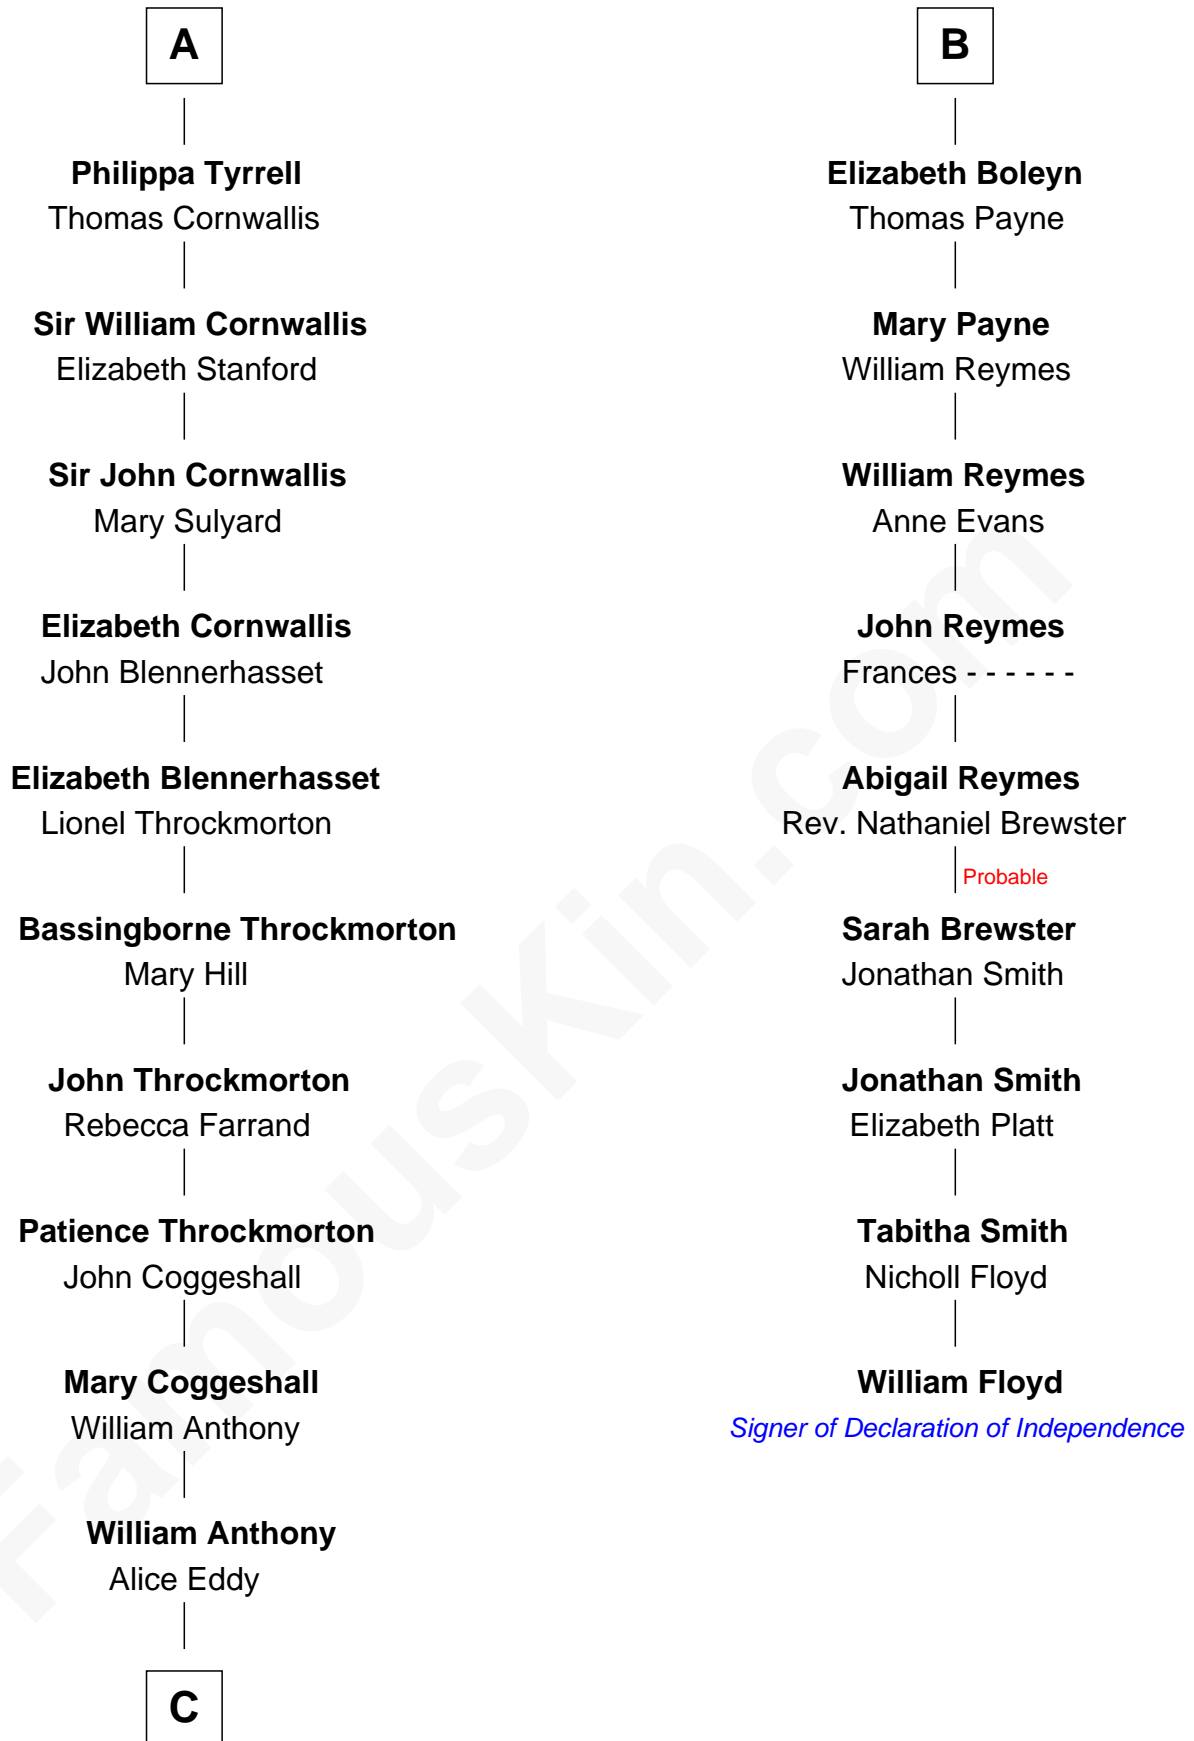 A
Philippa Tyrrell
Thomas Cornwallis
Sir William Cornwallis
Elizabeth Stanford
Sir John Cornwallis
Mary Sulyard
Elizabeth Cornwallis
John Blennerhasset
Elizabeth Blennerhasset
Lionel Throckmorton
Bassingborne Throckmorton
Mary Hill
John Throckmorton
Rebecca Farrand
Patience Throckmorton
John Coggeshall
Mary Coggeshall
William Anthony
William Anthony
Alice Eddy
C
B
Elizabeth Boleyn
Thomas Payne
Mary Payne
William Reymes
William Reymes
Anne Evans
John Reymes
Frances - - - - - -
Abigail Reymes
Rev. Nathaniel Brewster
Probable
Sarah Brewster
Jonathan Smith
Jonathan Smith
Elizabeth Platt
Tabitha Smith
Nicholl Floyd
William Floyd
Signer of Declaration of Independence
FamousKin.com